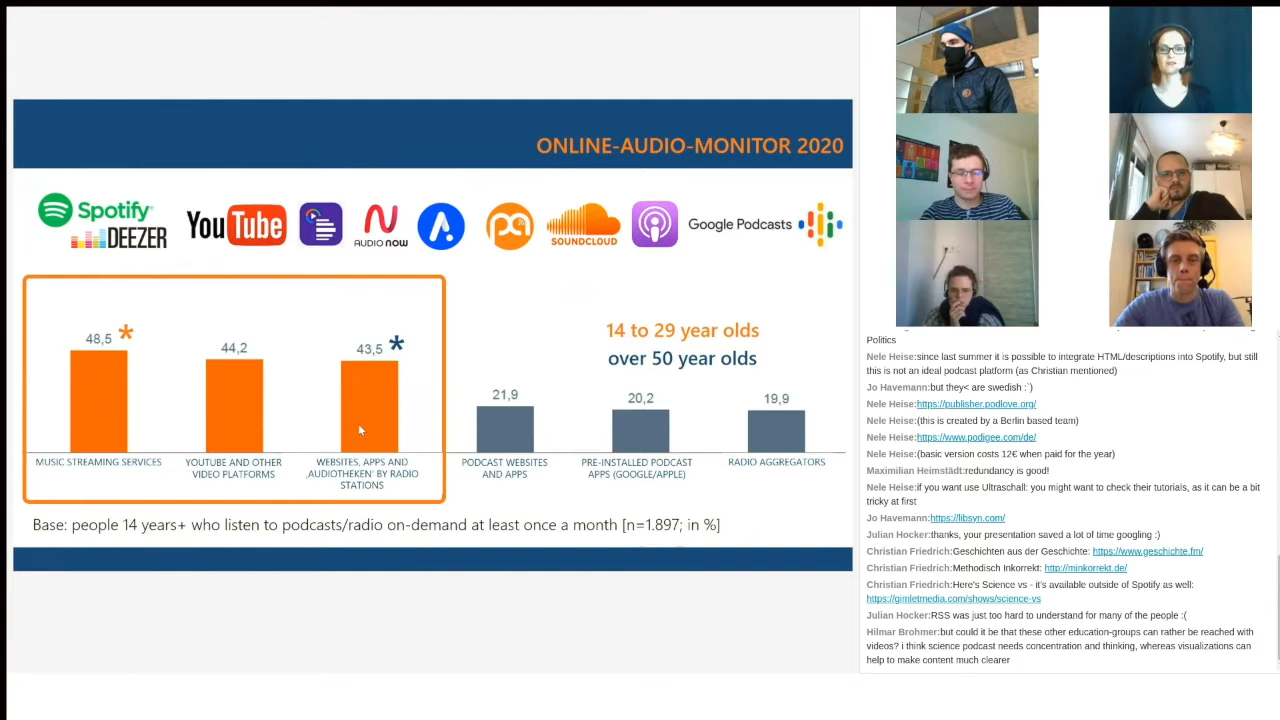 ONLINE-AUDIO-MONITOR 2020
Spotify
DEEZER
YouTube
AUDIO NOW
SOUNDCLOUD
Google Podcasts
14 to 29 year olds
over 50 year olds
48,5 *
44,2
43,5 *
21,9
20,2
19,9
MUSIC STREAMING SERVICES
YOUTUBE AND OTHER
VIDEO PLATFORMS
WEBSITES, APPS AND
‚AUDIOTHEKEN' BY RADIO
STATIONS
PODCAST WEBSITES
AND APPS
PRE-INSTALLED PODCAST
APPS (GOOGLE/APPLE)
RADIO AGGREGATORS
Base: people 14 years+ who listen to podcasts/radio on-demand at least once a month [n=1.897; in %]
Politics
Nele Heise:since last summer it is possible to integrate HTML/descriptions into Spotify, but still
this is not an ideal podcast platform (as Christian mentioned)
Jo Havemann:but they< are swedish :`)
Nele Heise:https://publisher.podlove.org/
Nele Heise:(this is created by a Berlin based team)
Nele Heise:https://www.podigee.com/de/
Nele Heise:(basic version costs 12€ when paid for the year)
Maximilian Heimstädt:redundancy is good!
Nele Heise:if you want use Ultraschall: you might want to check their tutorials, as it can be a bit
tricky at first
Jo Havemann:https://libsyn.com/
Julian Hocker:thanks, your presentation saved a lot of time googling :)
Christian Friedrich:Geschichten aus der Geschichte: https://www.geschichte.fm/
Christian Friedrich:Methodisch Inkorrekt: http://minkorrekt.de/
Christian Friedrich:Here's Science vs - it's available outside of Spotify as well:
https://gimletmedia.com/shows/science-vs
Julian Hocker:RSS was just too hard to understand for many of the people :(
Hilmar Brohmer:but could it be that these other education-groups can rather be reached with
videos? i think science podcast needs concentration and thinking, whereas visualizations can
help to make content much clearer